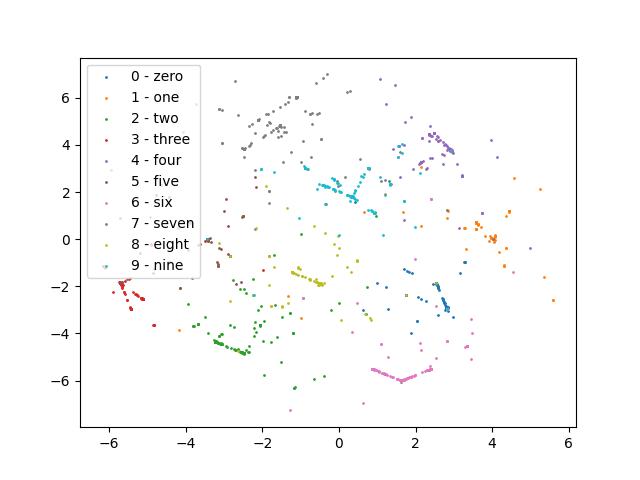 6
4
2
0
−2
−4
−6
0 - zero
1 - one
2 - two
3 - three
4 - four
5 - five
6 - six
7 - seven
8 - eight
9 - nine
−6 −4 −2 0 2 4 6